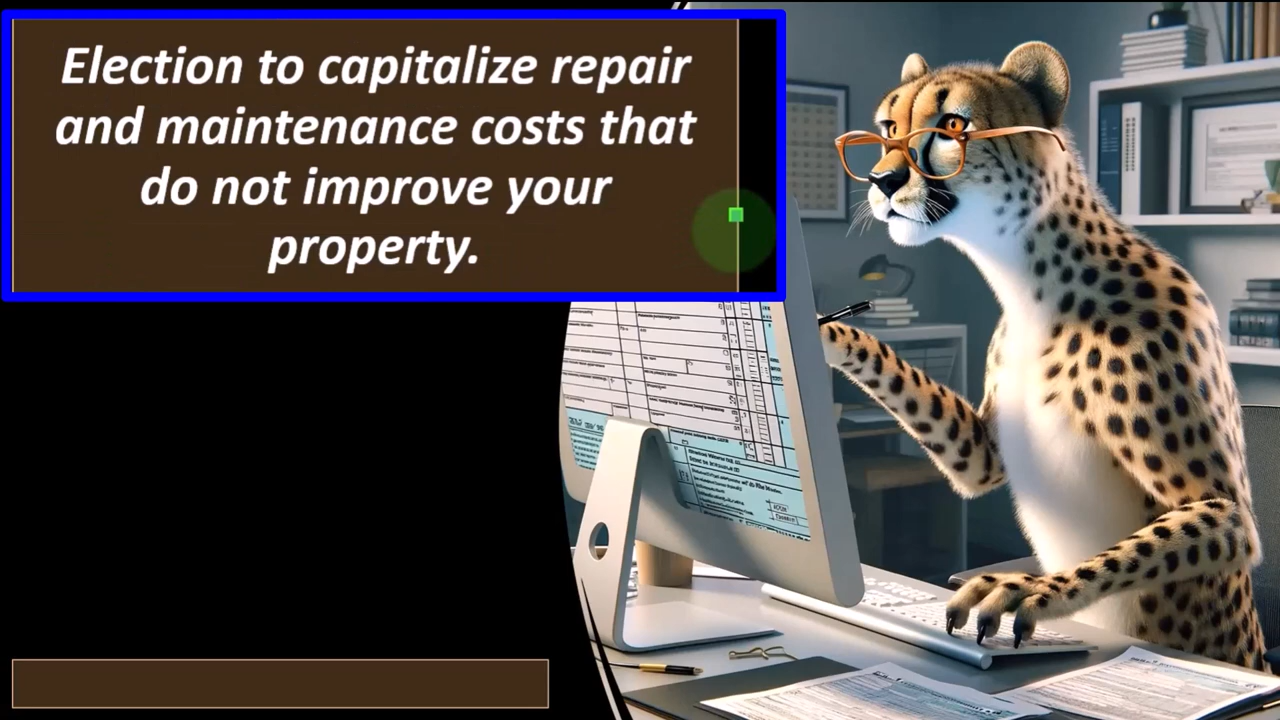 Election to capitalize repair
and maintenance costs that
do not improve your
property.